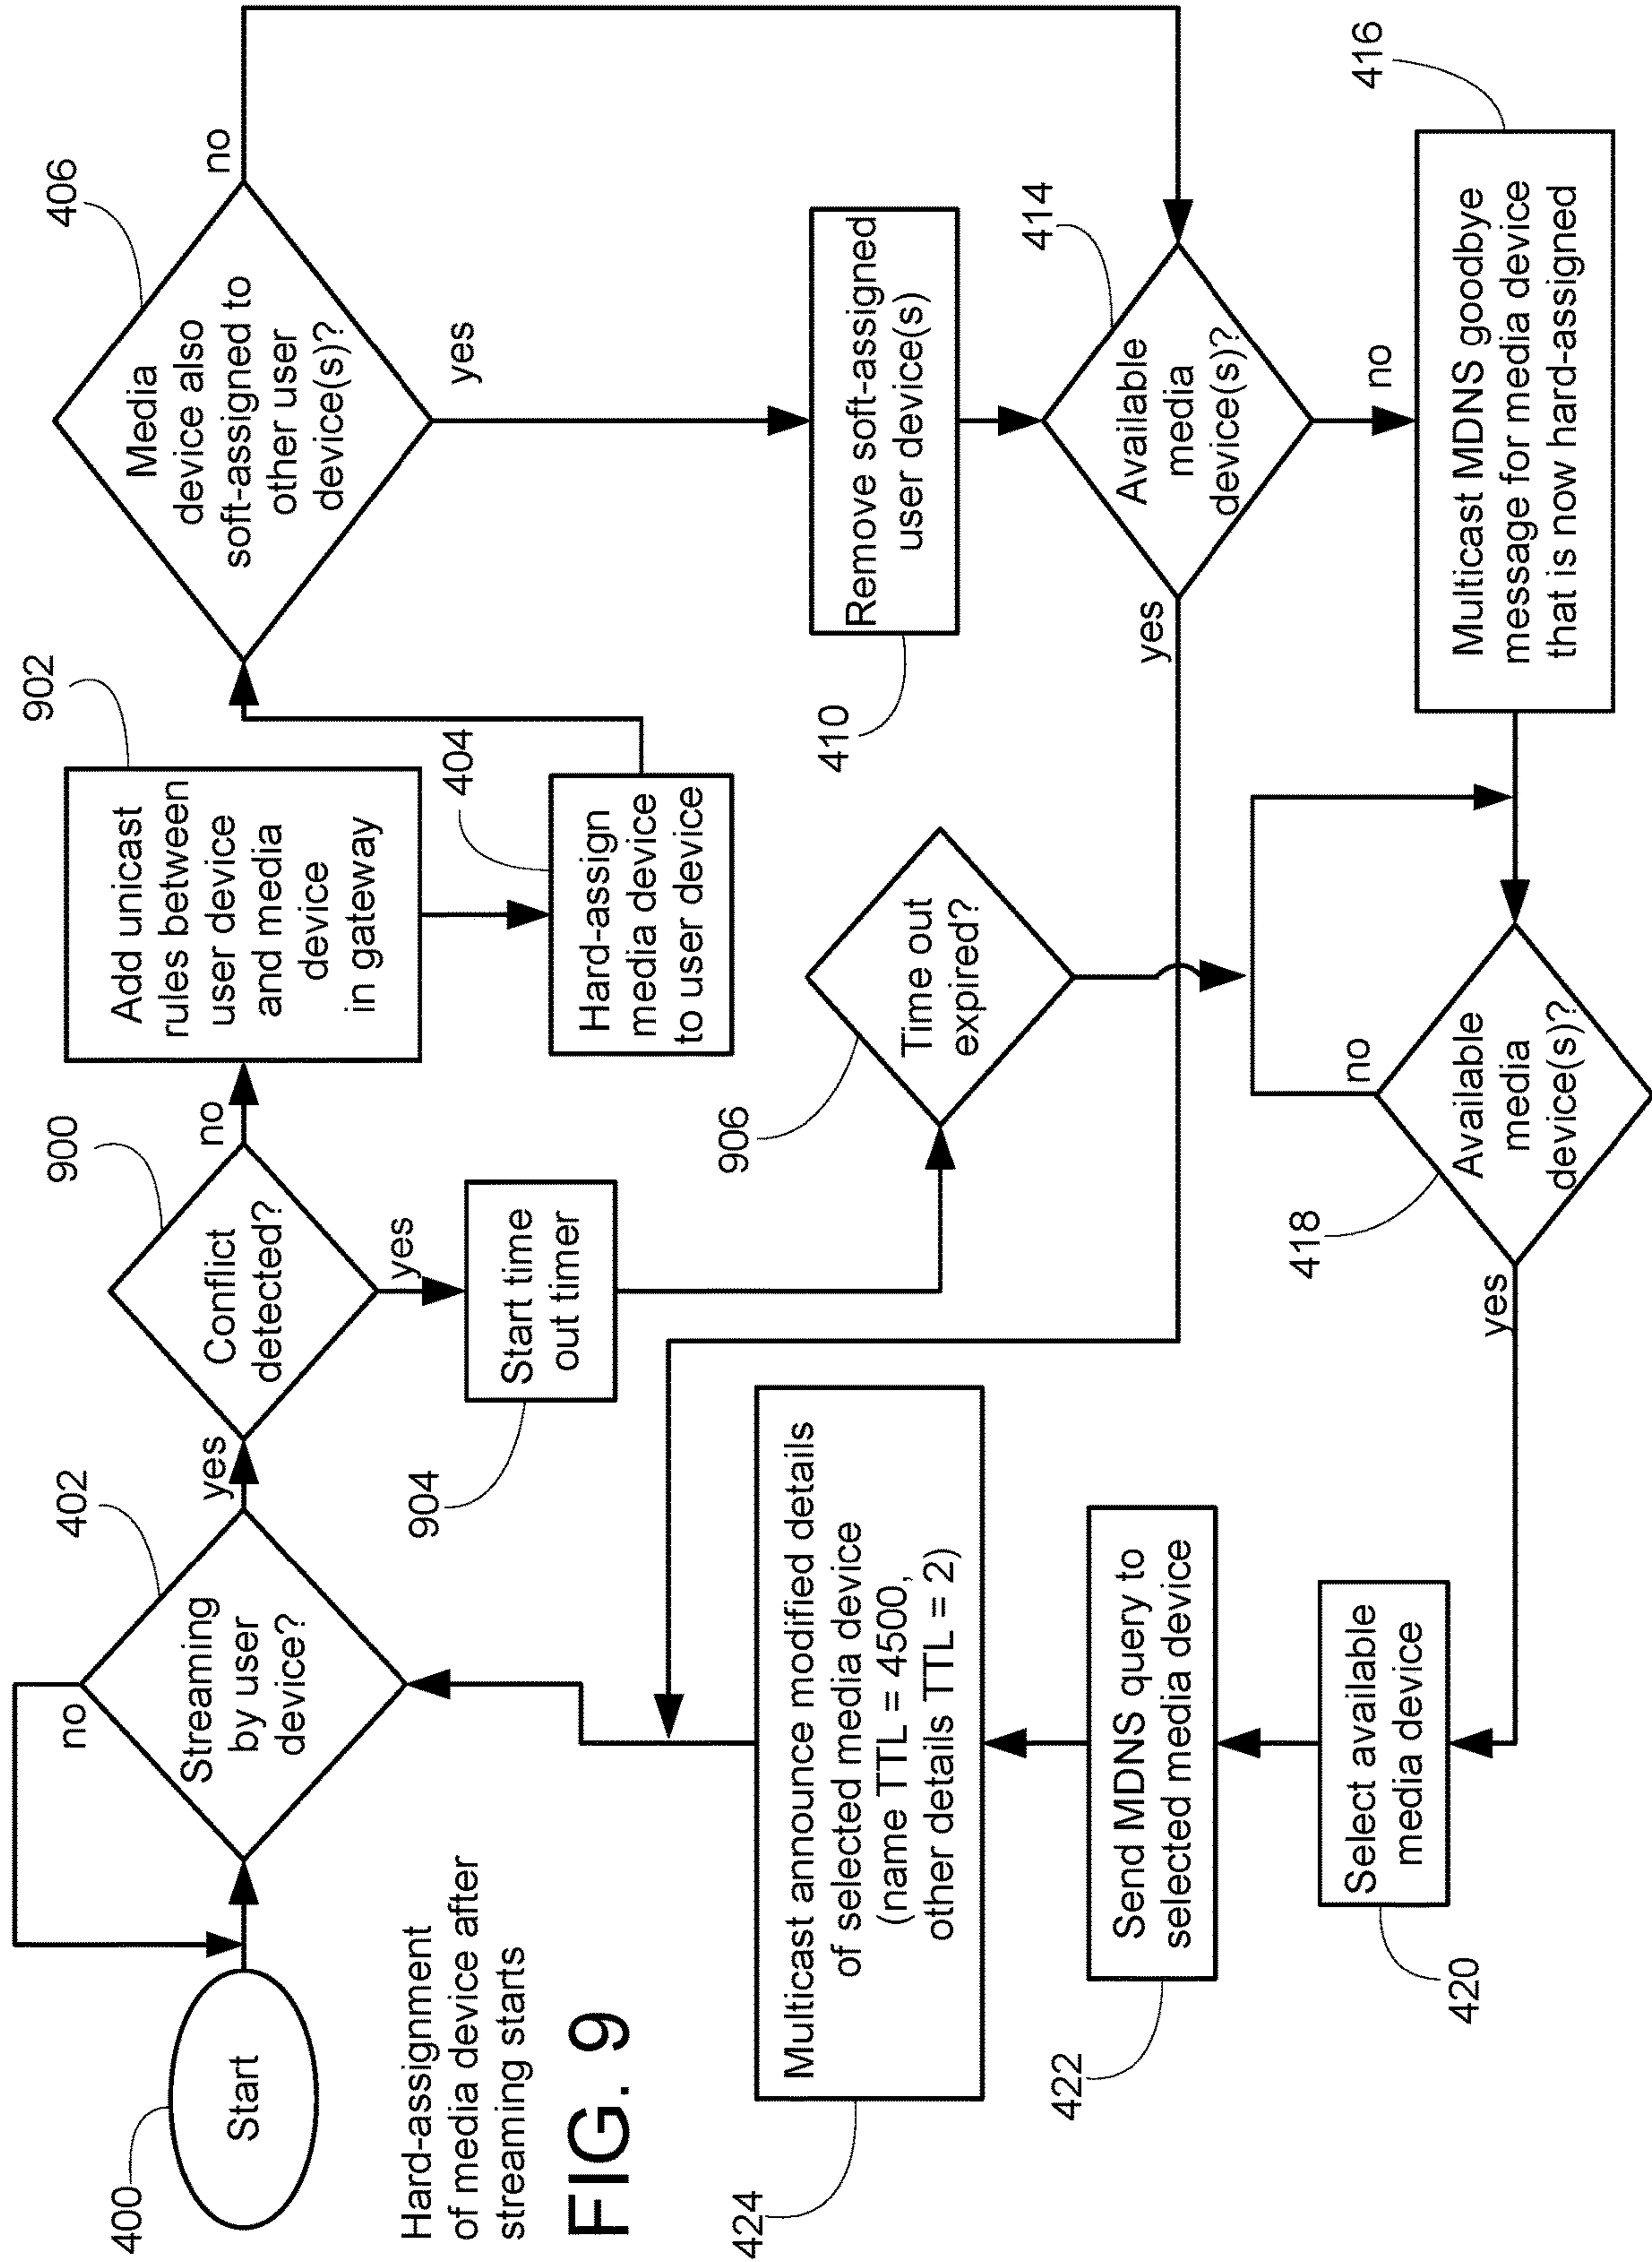 400
Start
no
Streaming
by user
device?
402
yes
Conflict
detected?
900
no
yes
Add unicast
rules between
user device
and media
device
in gateway
902
Hard-assign
media device
to user device
404
Media
device also
soft-assigned to
other user
device(s)?
406
no
yes
Start time
out timer
904
Time out
expired?
906
Remove soft-assigned
user device(s)
410
Available
media
device(s)?
414
yes
no
Multicast MDNS goodbye
message for media device
that is now hard-assigned
416
Available
media
device(s)?
418
no
yes
Select available
media device
420
Send MDNS query to
selected media device
422
Multicast announce modified details
of selected media device
(name TTL = 4500,
other details TTL = 2)
424
Hard-assignment
of media device after
streaming starts
FIG. 9